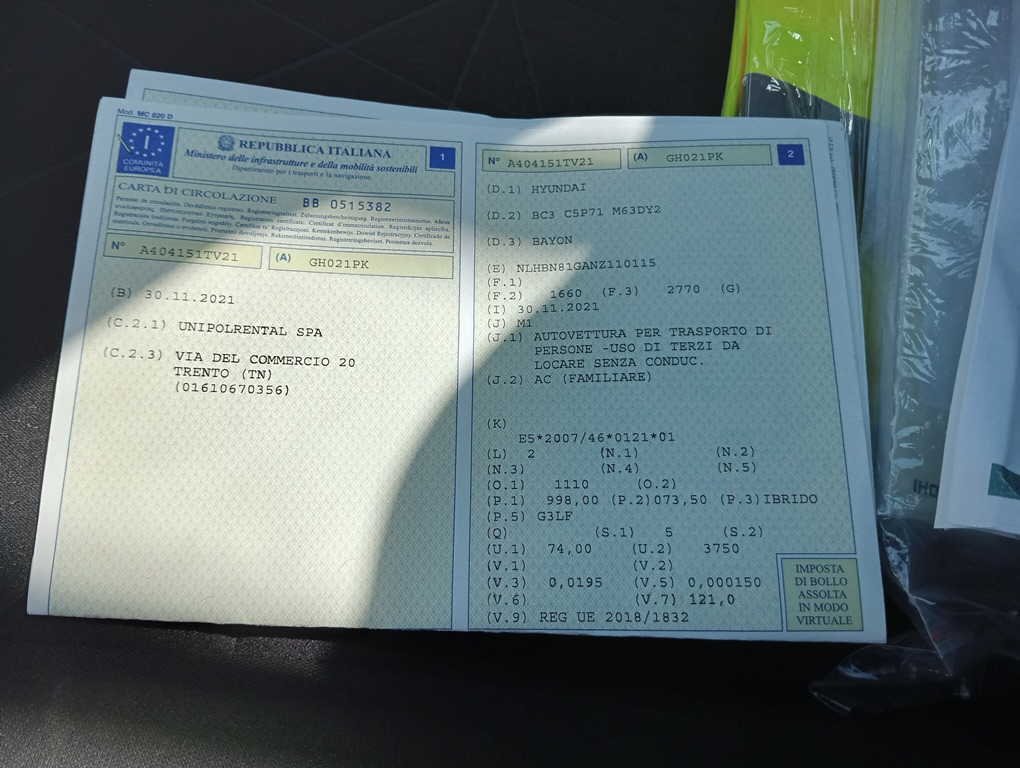 Mod. MC 820 D
I
COMUNITÀ
EUROPEA
REPUBBLICA ITALIANA
Ministero delle infrastrutture e della mobilità sostenibili
Dipartimento per i trasporti e la navigazione
1
CARTA DI CIRCOLAZIONE BB 0515382
N° A404151TV21 (A) GH021PK
(B) 30.11.2021
(C.2.1) UNIPOLRENTAL SPA
(C.2.3) VIA DEL COMMERCIO 20
TRENTO (TN)
(01610670356)
N° A404151TV21 (A) GH021PK 2
(D.1) HYUNDAI
(D.2) BC3 C5P71 M63DY2
(D.3) BAYON
(E) NLHBN81GANZ110115
(F.1)
(F.2) 1660 (F.3) 2770 (G)
(I) 30.11.2021
(J) M1
(J.1) AUTOVETTURA PER TRASPORTO DI
PERSONE -USO DI TERZI DA
LOCARE SENZA CONDUC.
(J.2) AC (FAMILIARE)
(K)
E5*2007/46*0121*01
(L) 2 (N.1) (N.2)
(N.3) (N.4) (N.5)
(O.1) 1110 (O.2)
(P.1) 998,00 (P.2)073,50 (P.3)IBRIDO
(P.5) G3LF
(Q) (S.1) 5 (S.2)
(U.1) 74,00 (U.2) 3750
(V.1) (V.2)
(V.3) 0,0195 (V.5) 0,000150
(V.6) (V.7) 121,0
(V.9) REG UE 2018/1832
IMPOSTA
DI BOLLO
ASSOLTA
IN MODO
VIRTUALE